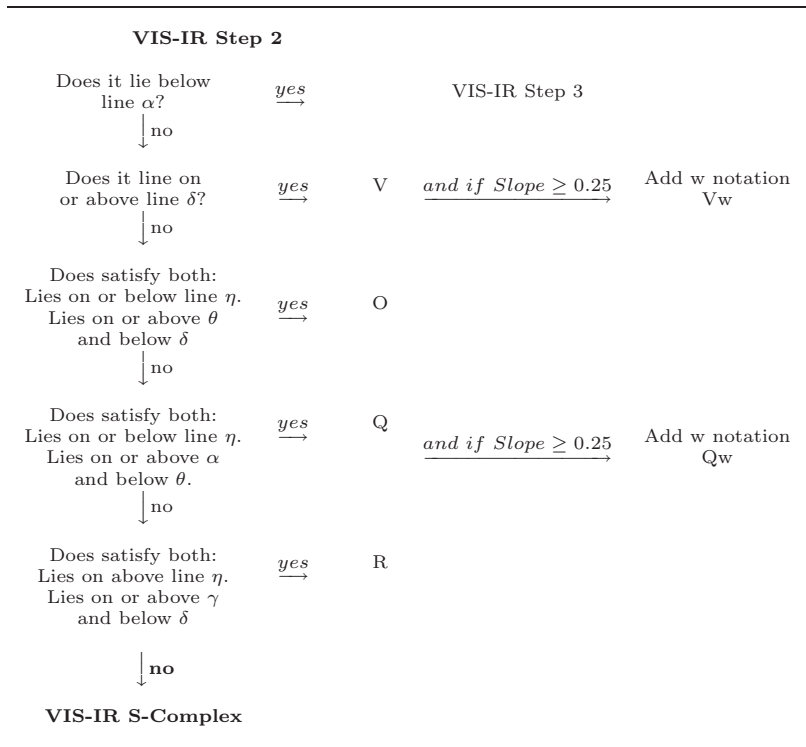 VIS-IR Step 2
Does it lie below
line α?
yes
VIS-IR Step 3
no
Does it line on
or above line δ?
yes
V
and if Slope ≥ 0.25
Add w notation
Vw
no
Does satisfy both:
Lies on or below line η.
Lies on or above θ
and below δ
yes
O
no
Does satisfy both:
Lies on or below line η.
Lies on or above α
and below θ.
yes
Q
and if Slope ≥ 0.25
Add w notation
Qw
no
Does satisfy both:
Lies on above line η.
Lies on or above γ
and below δ
yes
R
no
VIS-IR S-Complex